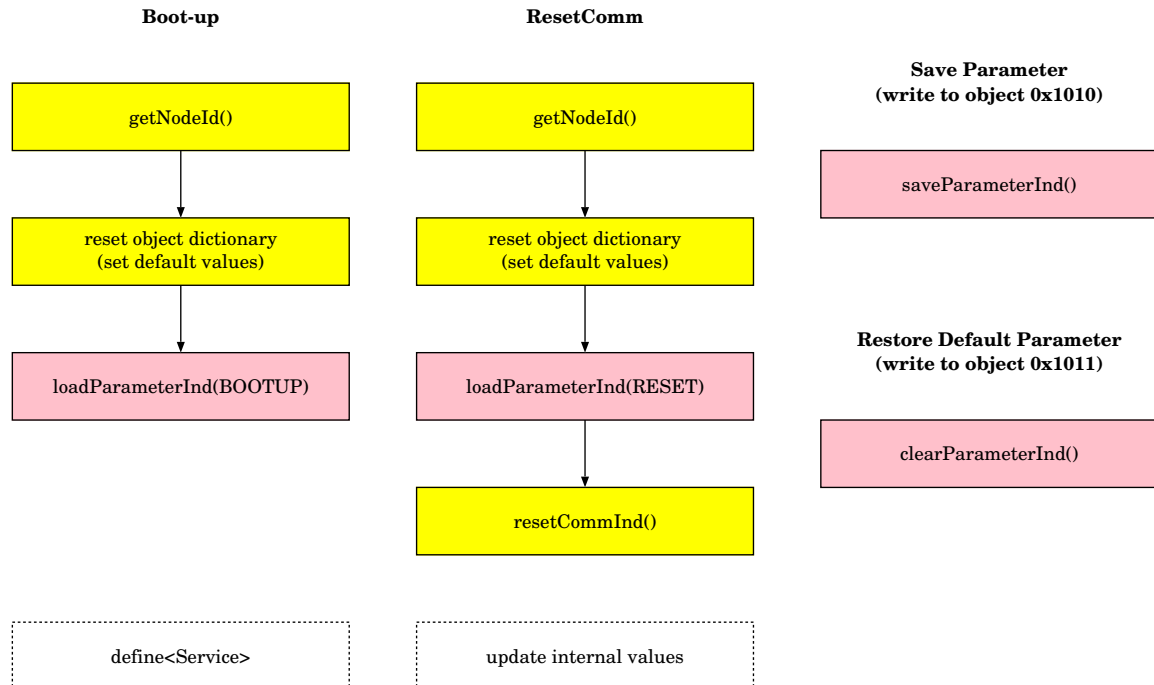 Boot-up
getNodeId()
reset object dictionary
(set default values)
loadParameterInd(BOOTUP)
define<Service>
ResetComm
getNodeId()
reset object dictionary
(set default values)
loadParameterInd(RESET)
resetCommInd()
update internal values
Save Parameter
(write to object 0x1010)
saveParameterInd()
Restore Default Parameter
(write to object 0x1011)
clearParameterInd()